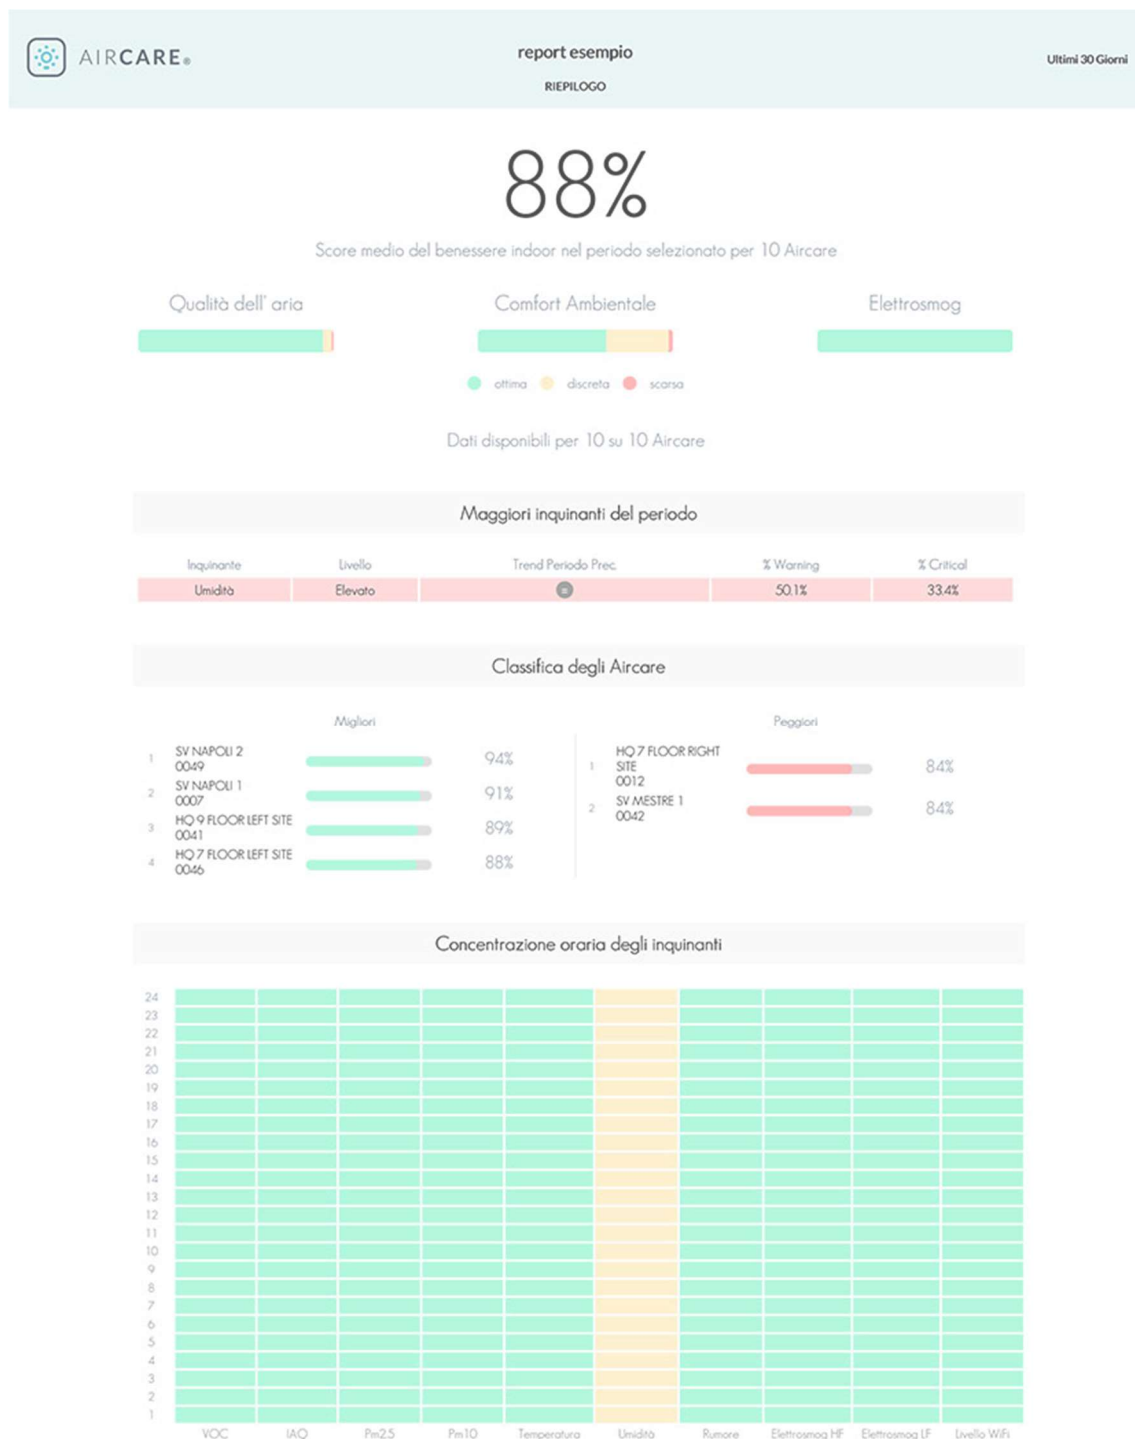 AIRCARE®
report esempio
RIEPILOGO
Ultimi 30 Giorni
88%
Score medio del benessere indoor nel periodo selezionato per 10 Aircare
Qualità dell' aria
Comfort Ambientale
Elettrosmog
ottima
discreta
scarsa
Dati disponibili per 10 su 10 Aircare
Maggiori inquinanti del periodo
Inquinante Livello Trend Periodo Prec. % Warning % Critical
Umidità Elevato = 50.1% 33.4%
Classifica degli Aircare
Migliori
1 SV NAPOLI 2
0049
94%
2 SV NAPOLI 1
0007
91%
3 HQ 9 FLOOR LEFT SITE
0041
89%
4 HQ 7 FLOOR LEFT SITE
0046
88%
Peggiori
1 HQ 7 FLOOR RIGHT
SITE
0012
84%
2 SV MESTRE 1
0042
84%
Concentrazione oraria degli inquinanti
24
23
22
21
20
19
18
17
16
15
14
13
12
11
10
9
8
7
6
5
4
3
2
1
VOC IAQ Pm2.5 Pm10 Temperatura Umidità Rumore Elettrosmog HF Elettrosmog LF Livello WiFi